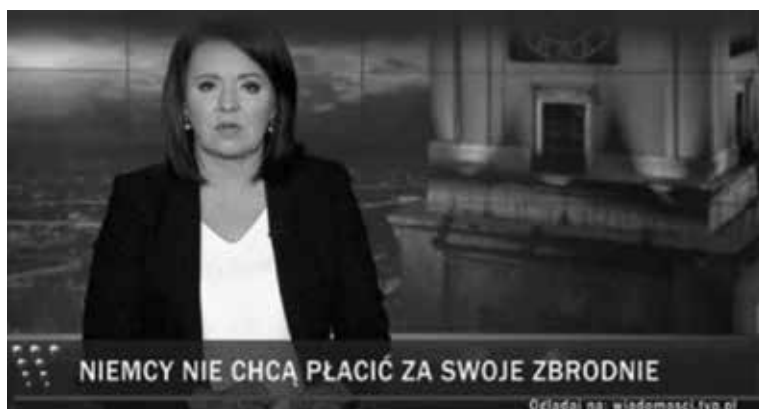 NIEMCY NIE CHCĄ PŁACIĆ ZA SWOJE ZBRODNIE
Oglądaj na: wiadomosci.tvp.pl